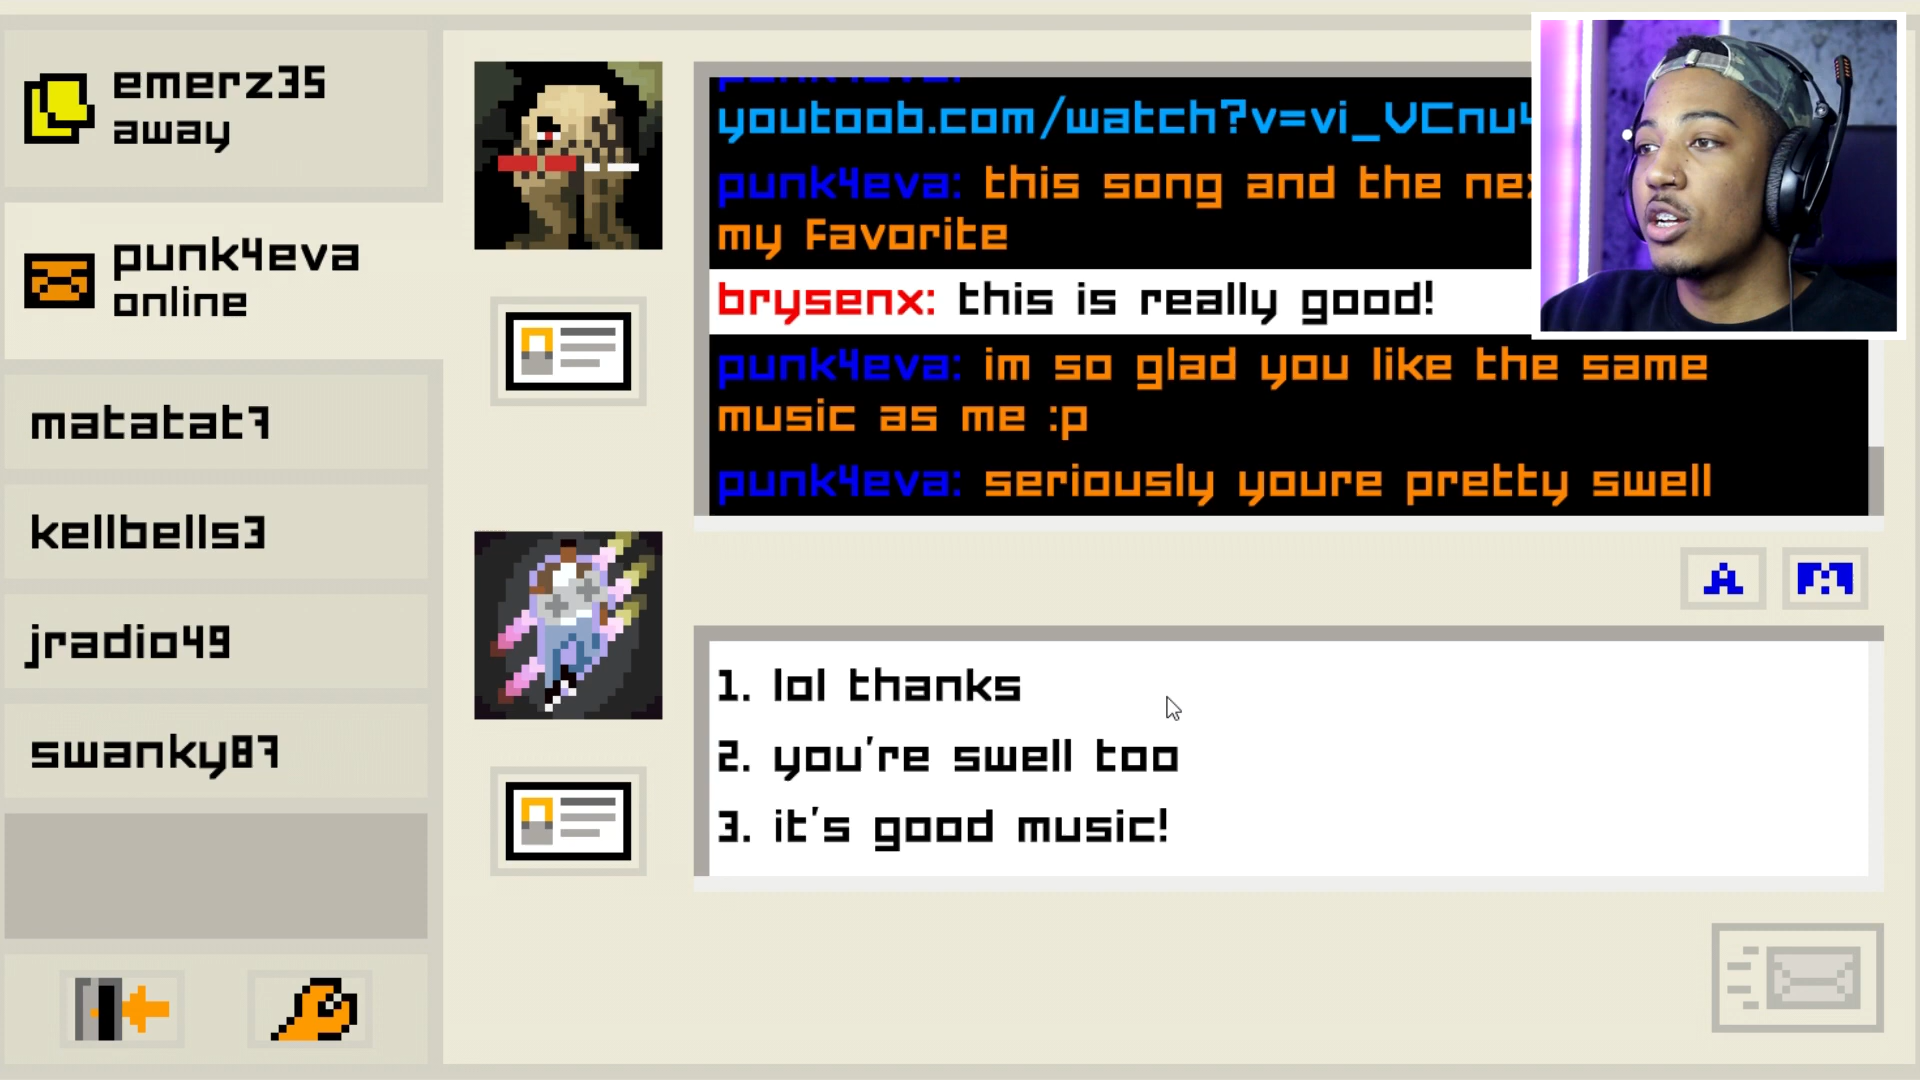 emerz35
away
punk4eva
online
matatat7
kellbells3
jradio49
swanky87
youtoob.com/watch?v=vi_VCnu
punk4eva: this song and the
my favorite
brysenx: this is really good!
punk4eva: im so glad you like the same
music as me :p
punk4eva: seriously youre pretty swell
A
1. lol thanks
2. you're swell too
3. it's good music!